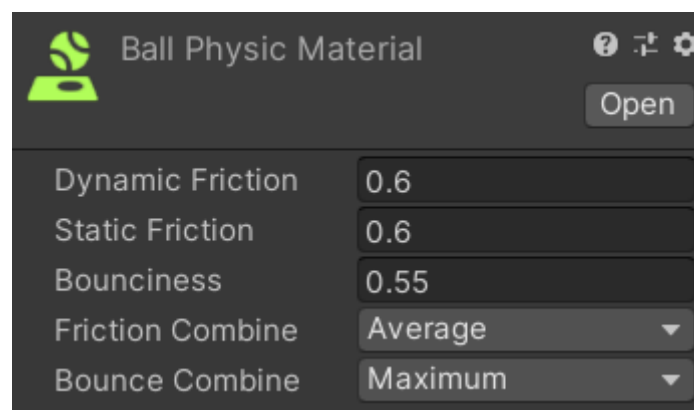 Ball Physic Material
Open
Dynamic Friction 0.6
Static Friction 0.6
Bounciness 0.55
Friction Combine Average
Bounce Combine Maximum